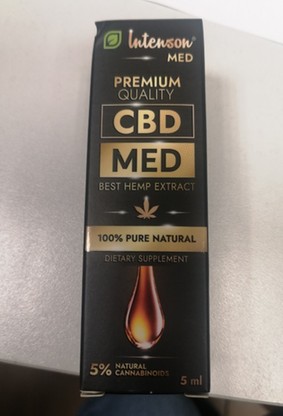 Intenson®
MED
PREMIUM
QUALITY
CBD
MED
BEST HEMP EXTRACT
100% PURE NATURAL
DIETARY SUPPLEMENT
5% NATURAL
CANNABINOIDS
5 ml